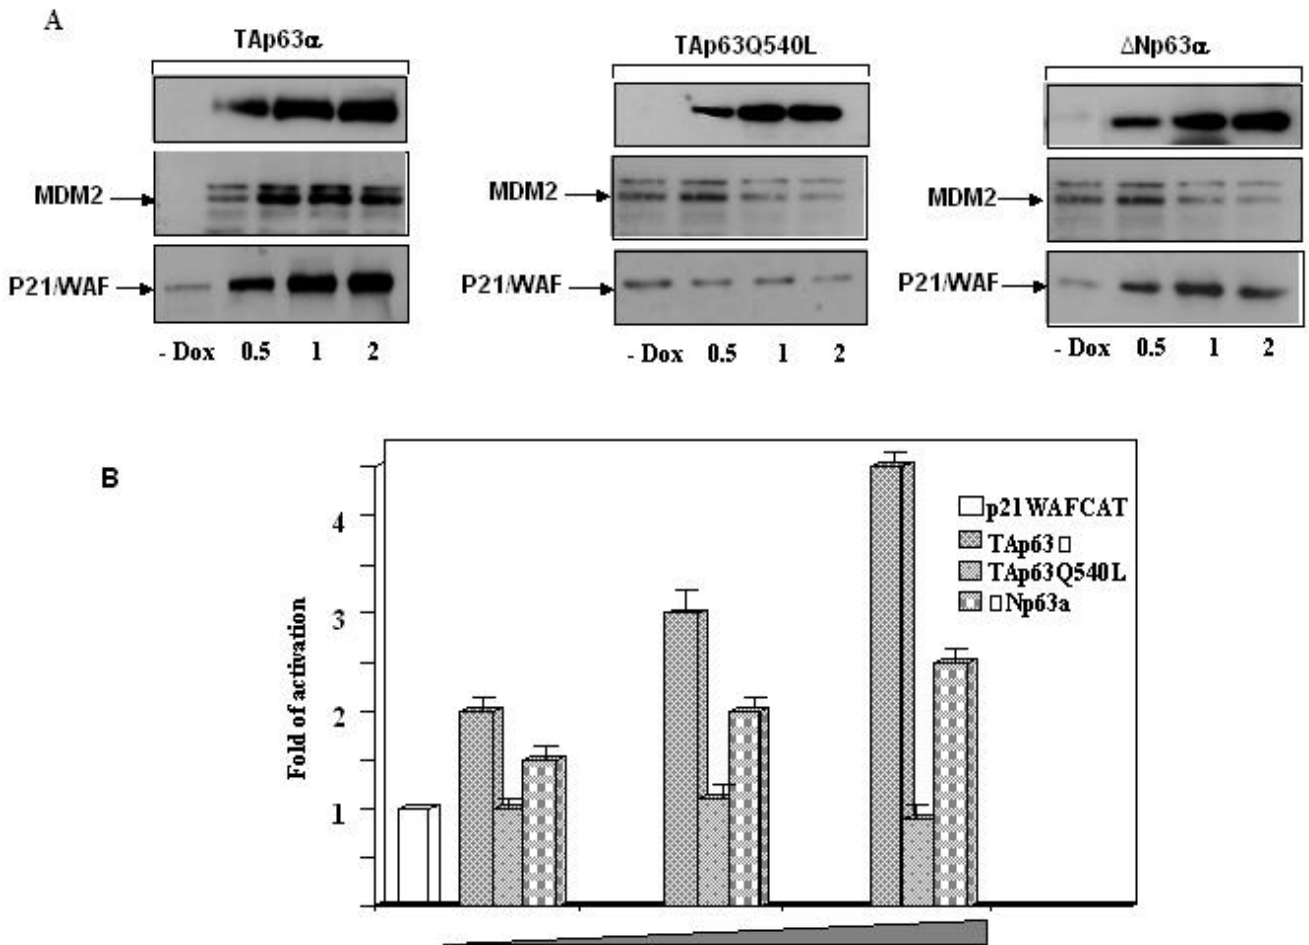 A
TAp63α
TAp63Q540L
ΔNp63α
MDM2
MDM2
MDM2
P21/WAF
P21/WAF
P21/WAF
- Dox 0.5 1 2
- Dox 0.5 1 2
- Dox 0.5 1 2
B
Fold of activation
4
3
2
1
p21WAFCAT
TAp63□
TAp63Q540L
□Np63a